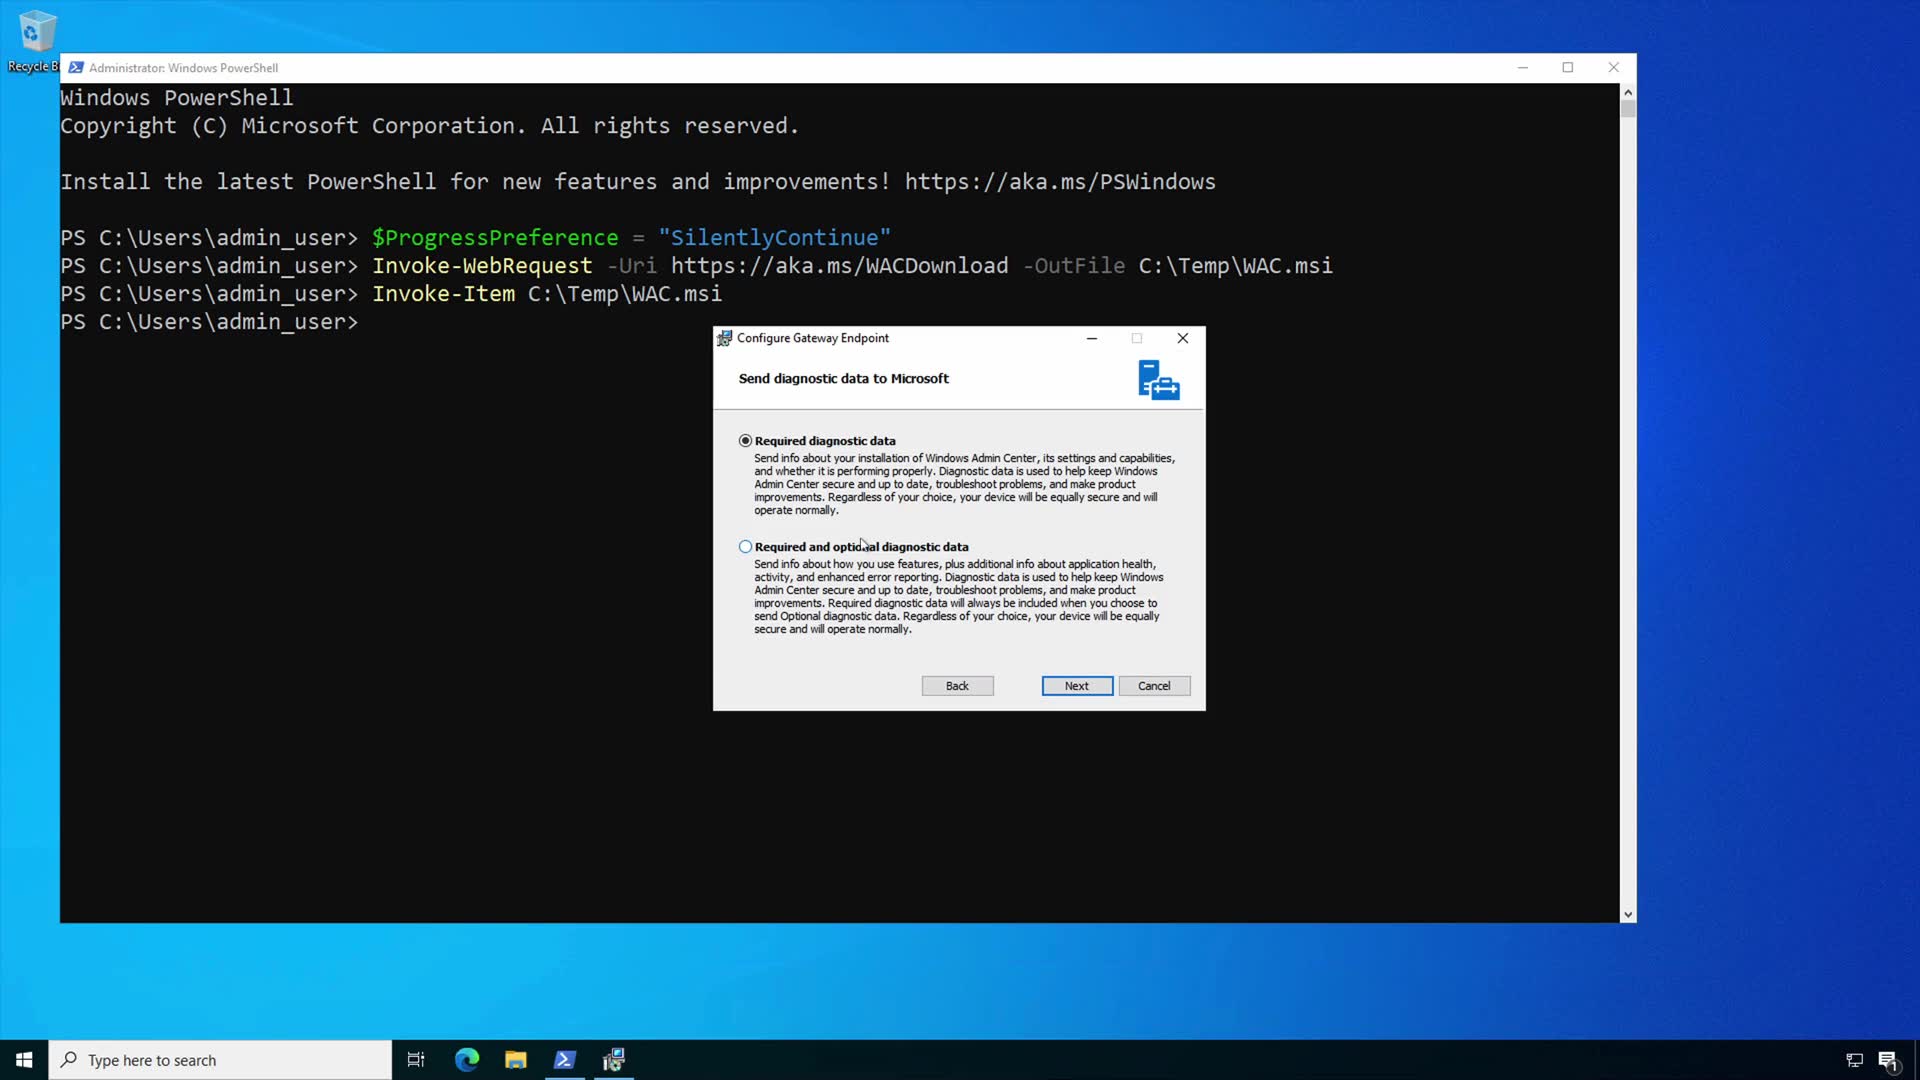 Recycle B
Administrator: Windows PowerShell
Windows PowerShell
Copyright (C) Microsoft Corporation. All rights reserved.
Install the latest PowerShell for new features and improvements! https://aka.ms/PSWindows
PS C:\Users\admin_user> $ProgressPreference = "SilentlyContinue"
PS C:\Users\admin_user> Invoke-WebRequest -Uri https://aka.ms/WACDownload -OutFile C:\Temp\WAC.msi
PS C:\Users\admin_user> Invoke-Item C:\Temp\WAC.msi
PS C:\Users\admin_user>
Configure Gateway Endpoint
Send diagnostic data to Microsoft
Required diagnostic data
Send info about your installation of Windows Admin Center, its settings and capabilities,
and whether it is performing properly. Diagnostic data is used to help keep Windows
Admin Center secure and up to date, troubleshoot problems, and make product
improvements. Regardless of your choice, your device will be equally secure and will
operate normally.
Required and optional diagnostic data
Send info about how you use features, plus additional info about application health,
activity, and enhanced error reporting. Diagnostic data is used to help keep Windows
Admin Center secure and up to date, troubleshoot problems, and make product
improvements. Required diagnostic data will always be included when you choose to
send Optional diagnostic data. Regardless of your choice, your device will be equally
secure and will operate normally.
Back
Next
Cancel
Type here to search
1